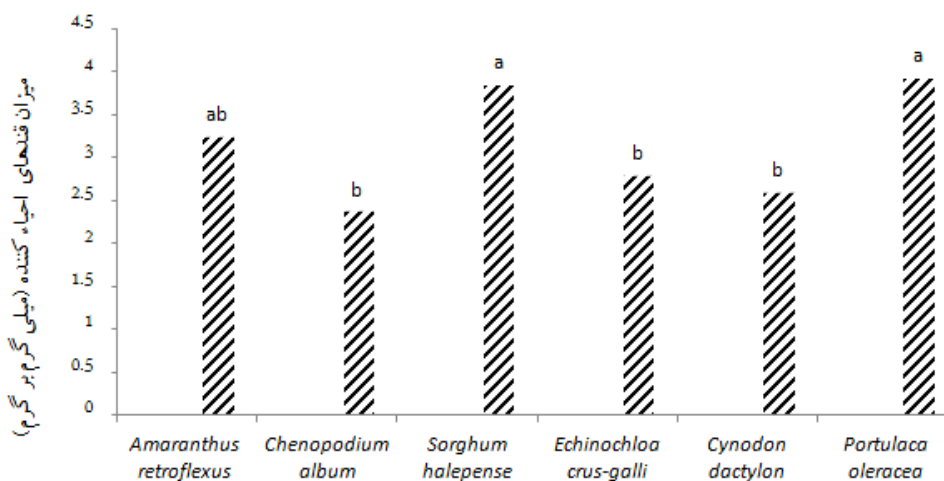 میزان قندهای احیاء کننده (میلی گرم بر گرم)
4.5
4
3.5
3
2.5
2
1.5
1
0.5
0
ab
b
a
b
b
a
Amaranthus retroflexus
Chenopodium album
Sorghum halepense
Echinochloa crus-galli
Cynodon dactylon
Portulaca oleracea